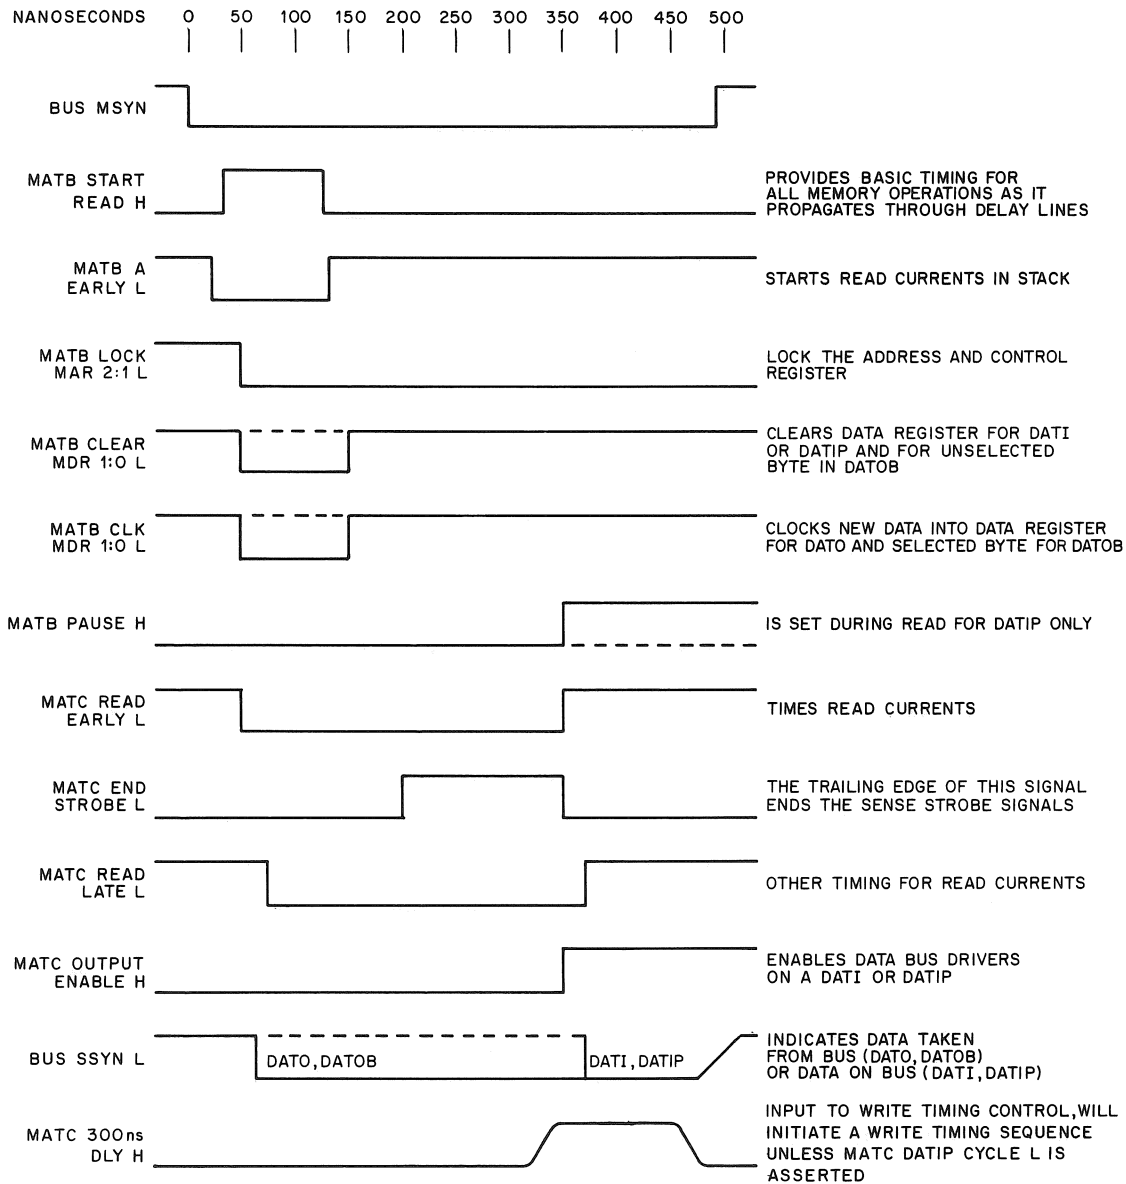 NANOSECONDS 0 50 100 150 200 250 300 350 400 450 500
BUS MSYN
MATB START
READ H
PROVIDES BASIC TIMING FOR
ALL MEMORY OPERATIONS AS IT
PROPAGATES THROUGH DELAY LINES
MATB A
EARLY L
STARTS READ CURRENTS IN STACK
MATB LOCK
MAR 2:1 L
LOCK THE ADDRESS AND CONTROL
REGISTER
MATB CLEAR
MDR 1:0 L
CLEARS DATA REGISTER FOR DATI
OR DATIP AND FOR UNSELECTED
BYTE IN DATOB
MATB CLK
MDR 1:0 L
CLOCKS NEW DATA INTO DATA REGISTER
FOR DATO AND SELECTED BYTE FOR DATOB
MATB PAUSE H
IS SET DURING READ FOR DATIP ONLY
MATC READ
EARLY L
TIMES READ CURRENTS
MATC END
STROBE L
THE TRAILING EDGE OF THIS SIGNAL
ENDS THE SENSE STROBE SIGNALS
MATC READ
LATE L
OTHER TIMING FOR READ CURRENTS
MATC OUTPUT
ENABLE H
ENABLES DATA BUS DRIVERS
ON A DATI OR DATIP
BUS SSYN L
DATO, DATOB
DATI, DATIP
INDICATES DATA TAKEN
FROM BUS (DATO, DATOB)
OR DATA ON BUS (DATI, DATIP)
MATC 300ns
DLY H
INPUT TO WRITE TIMING CONTROL, WILL
INITIATE A WRITE TIMING SEQUENCE
UNLESS MATC DATIP CYCLE L IS
ASSERTED